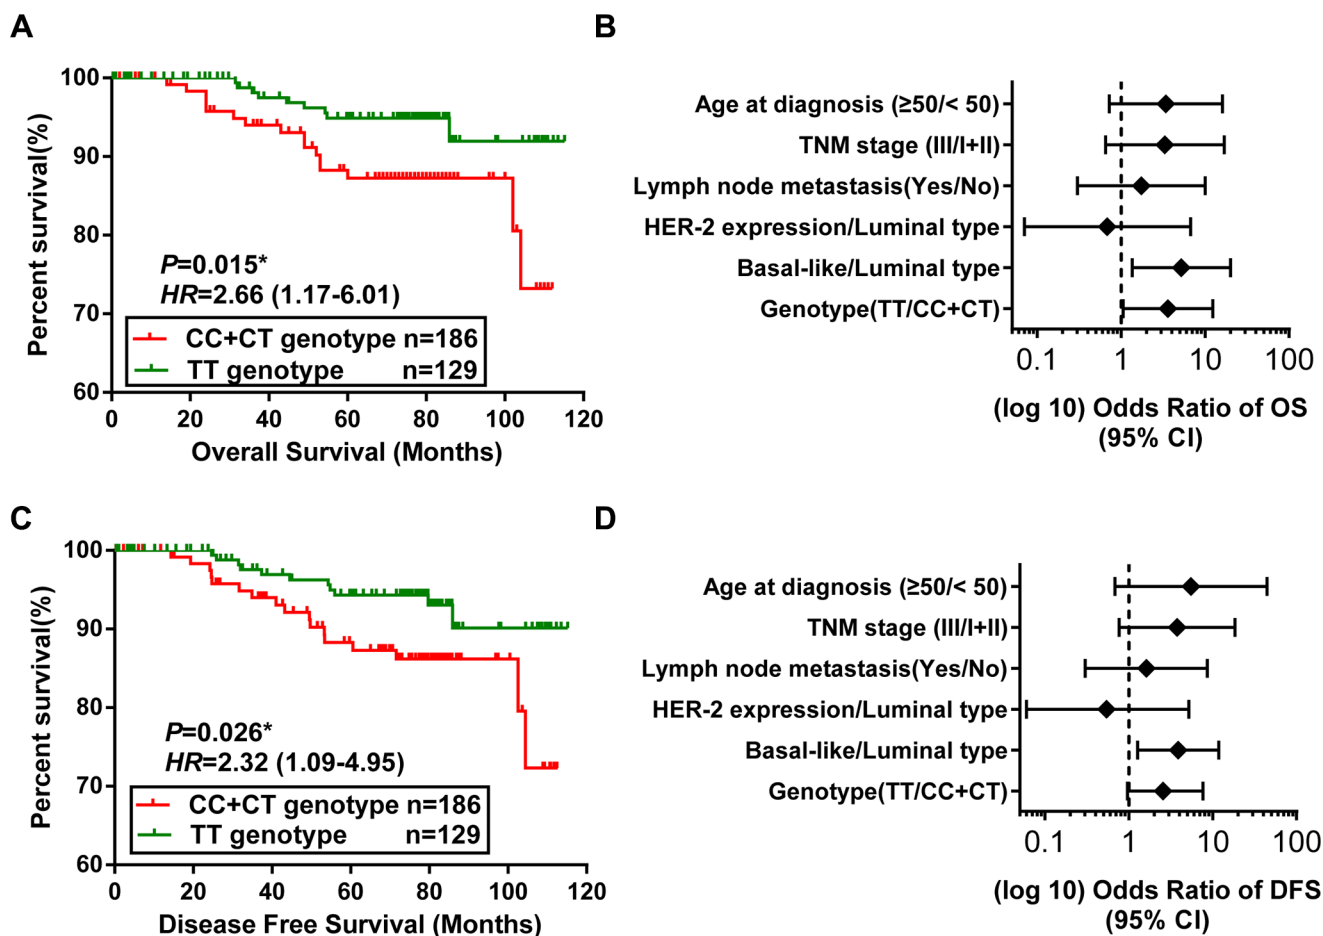 A
Percent survival(%)
100
90
80
70
60
P=0.015*
HR=2.66 (1.17-6.01)
CC+CT genotype n=186
TT genotype n=129
0 20 40 60 80 100 120
Overall Survival (Months)
B
Age at diagnosis (≥50/< 50)
TNM stage (III/I+II)
Lymph node metastasis(Yes/No)
HER-2 expression/Luminal type
Basal-like/Luminal type
Genotype(TT/CC+CT)
0.1 1 10 100
(log 10) Odds Ratio of OS
(95% CI)
C
Percent survival(%)
100
90
80
70
60
P=0.026*
HR=2.32 (1.09-4.95)
CC+CT genotype n=186
TT genotype n=129
0 20 40 60 80 100 120
Disease Free Survival (Months)
D
Age at diagnosis (≥50/< 50)
TNM stage (III/I+II)
Lymph node metastasis(Yes/No)
HER-2 expression/Luminal type
Basal-like/Luminal type
Genotype(TT/CC+CT)
0.1 1 10 100
(log 10) Odds Ratio of DFS
(95% CI)